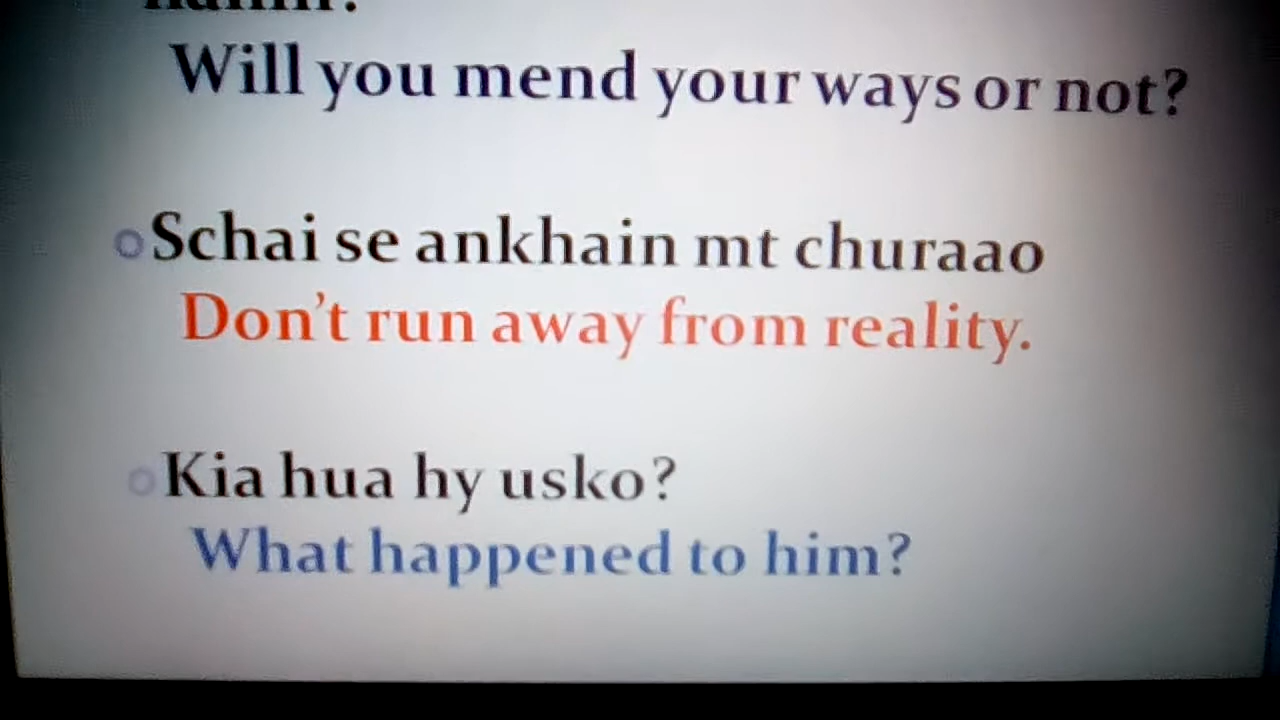 Will you mend your ways or not?
Schai se ankhain mt churaao
Don't run away from reality.
Kia hua hy usko?
What happened to him?